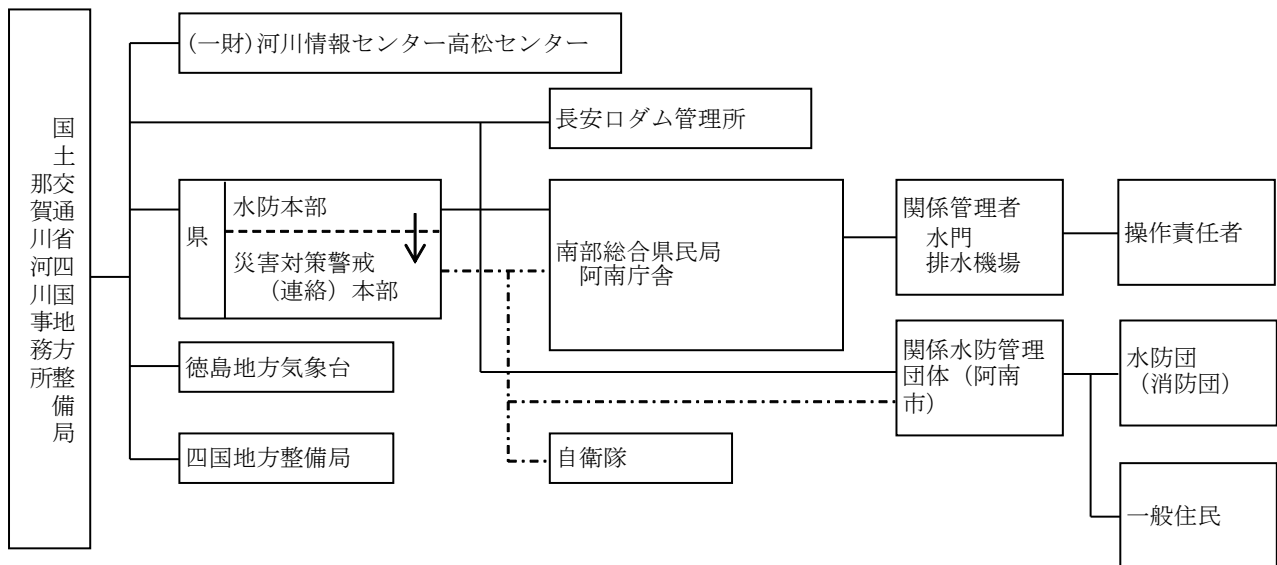 国土交通省四国地方整備局
那賀川河川事務所
(一財)河川情報センター高松センター
長安口ダム管理所
県
水防本部
災害対策警戒
（連絡）本部
南部総合県民局
阿南庁舎
関係管理者
水門
排水機場
操作責任者
徳島地方気象台
関係水防管理
団体（阿南
市）
水防団
（消防団）
四国地方整備局
自衛隊
一般住民